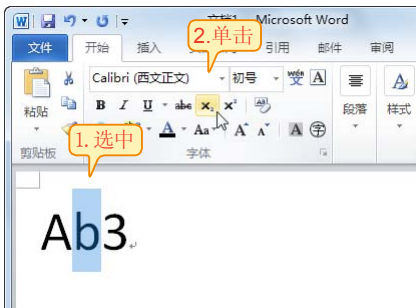 文档1 - Microsoft Word
2.单击
文件 开始 插入 引用 邮件 审阅
Calibri (西文正文) 初号 wén A
粘贴 B I U abc x₂ x² 段落 样式
1.选中 A Aa A A A 字
剪贴板 字体
Ab3